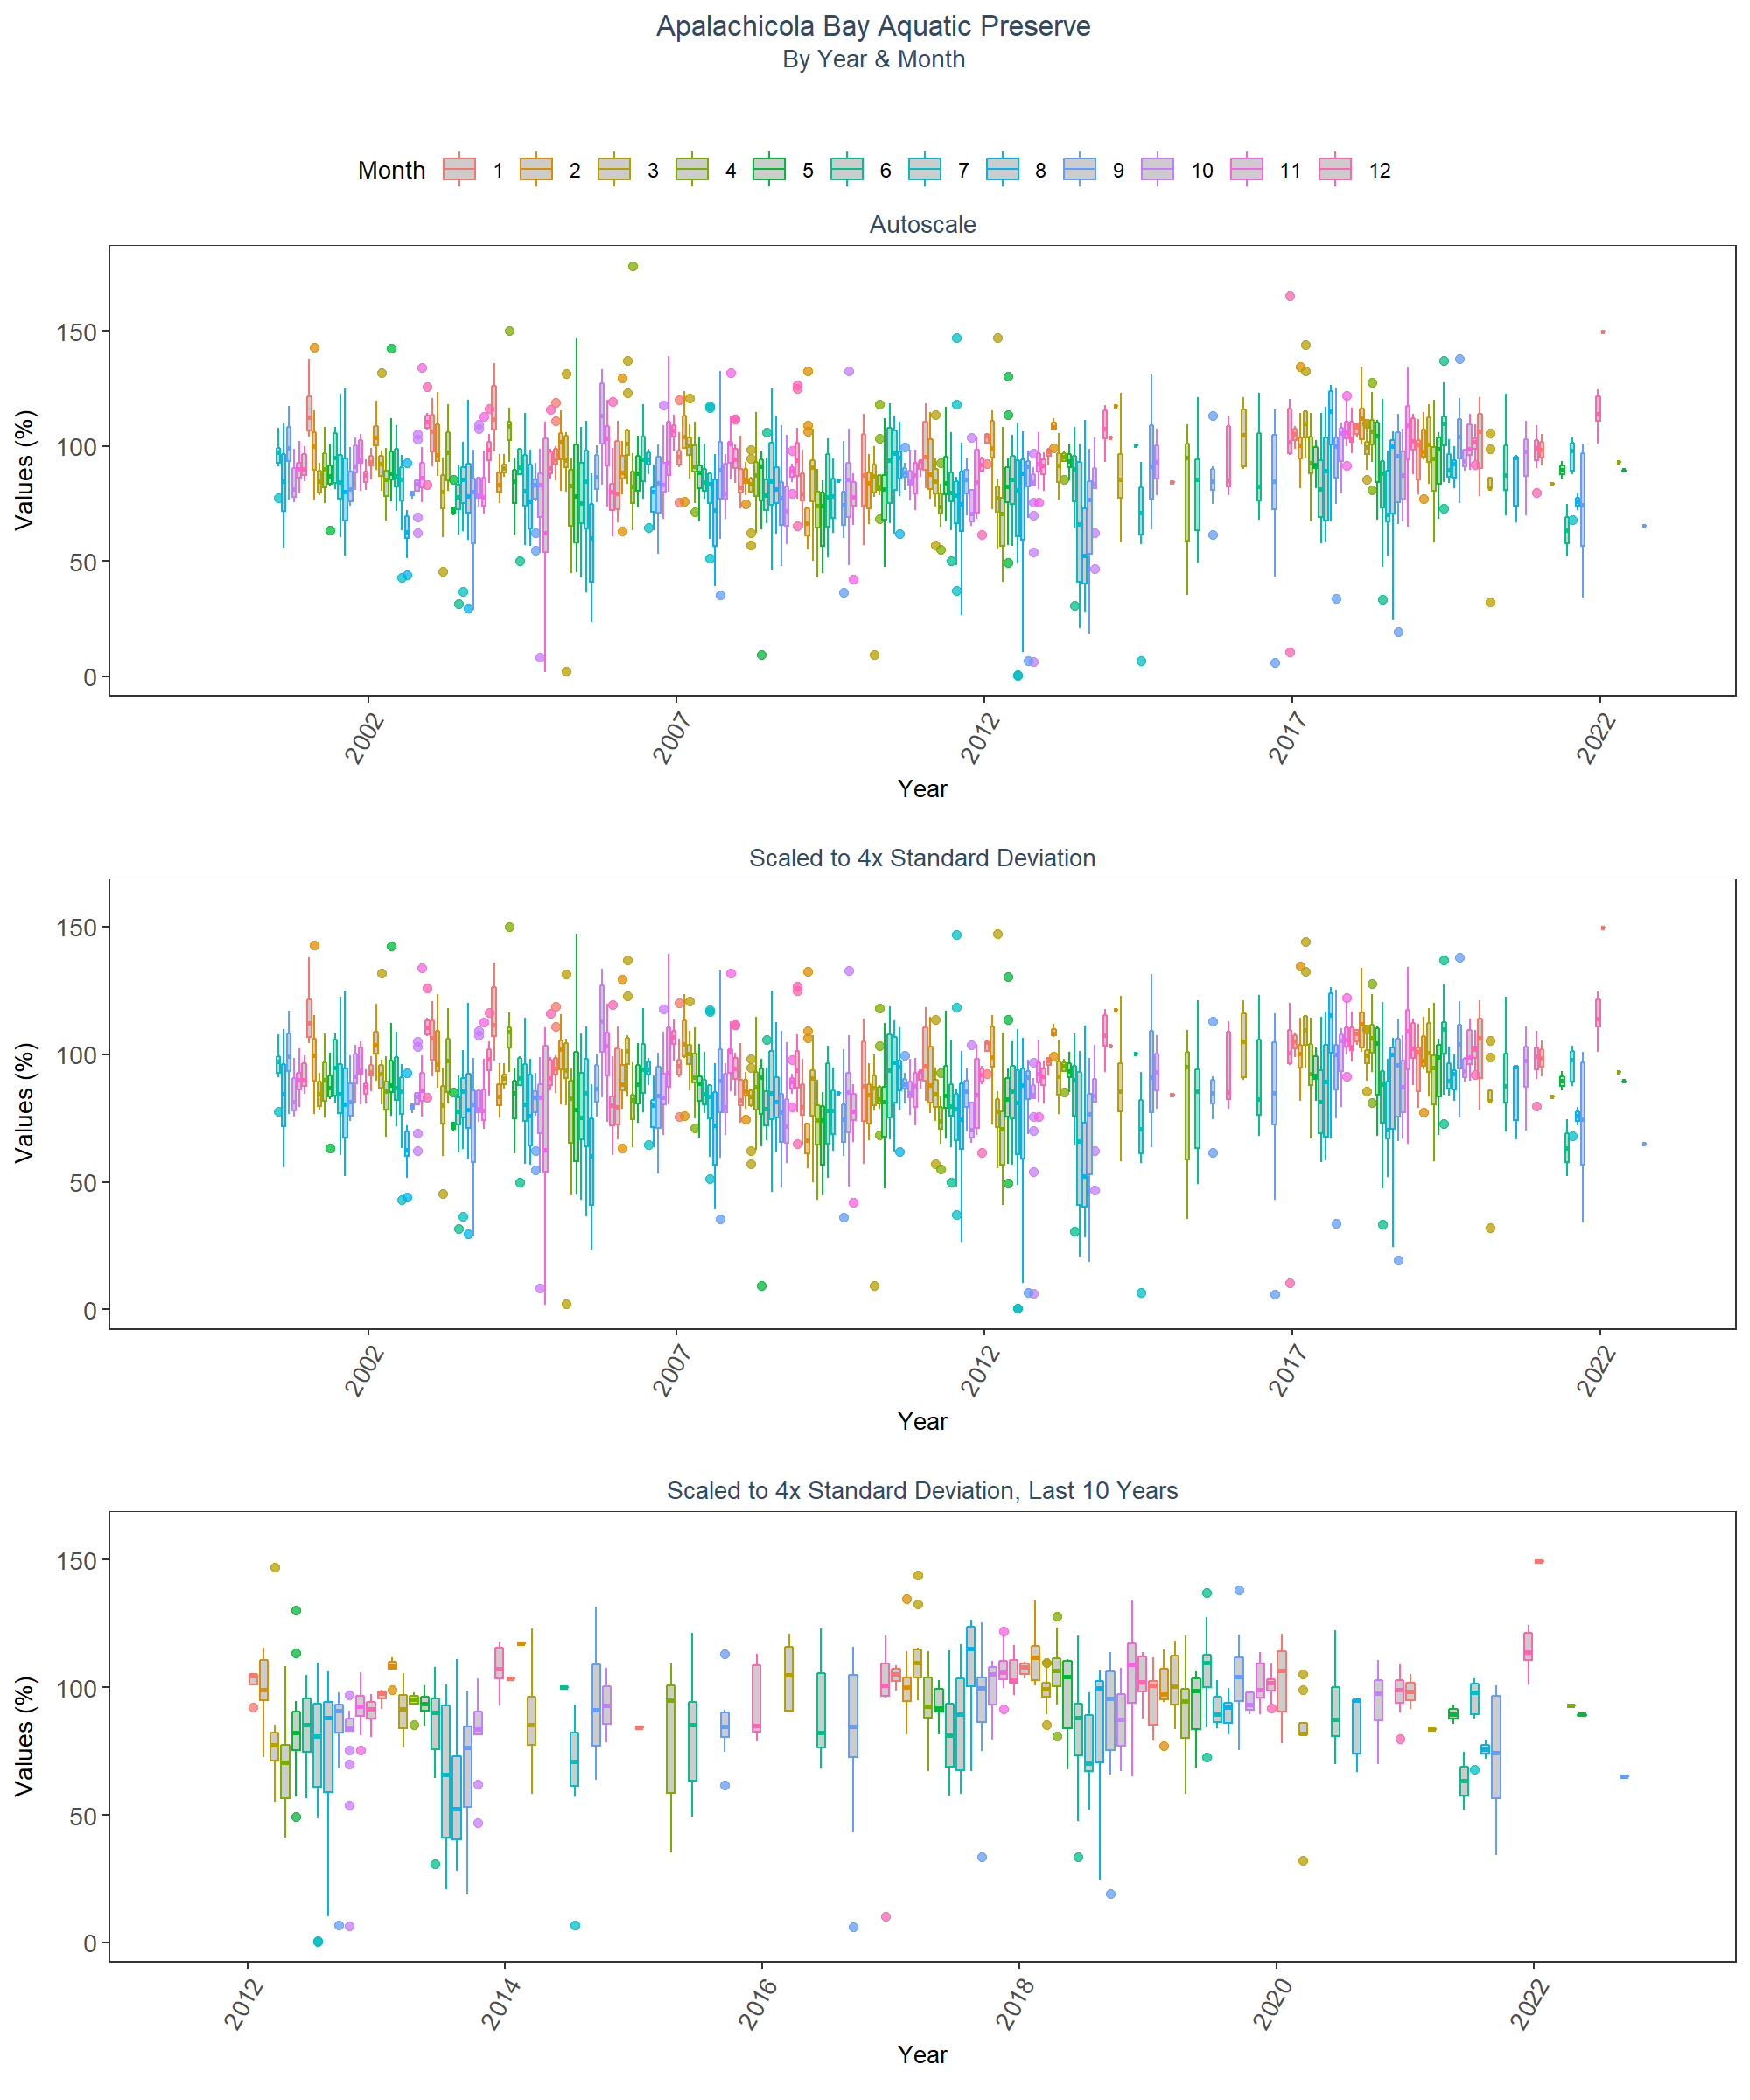 Apalachicola Bay Aquatic Preserve
By Year & Month
Month 1 2 3 4 5 6 7 8 9 10 11 12
Autoscale
Values (%)
150
100
50
0
2002 2007 2012 2017 2022
Year
Scaled to 4x Standard Deviation
Values (%)
150
100
50
0
2002 2007 2012 2017 2022
Year
Scaled to 4x Standard Deviation, Last 10 Years
Values (%)
150
100
50
0
2012 2014 2016 2018 2020 2022
Year